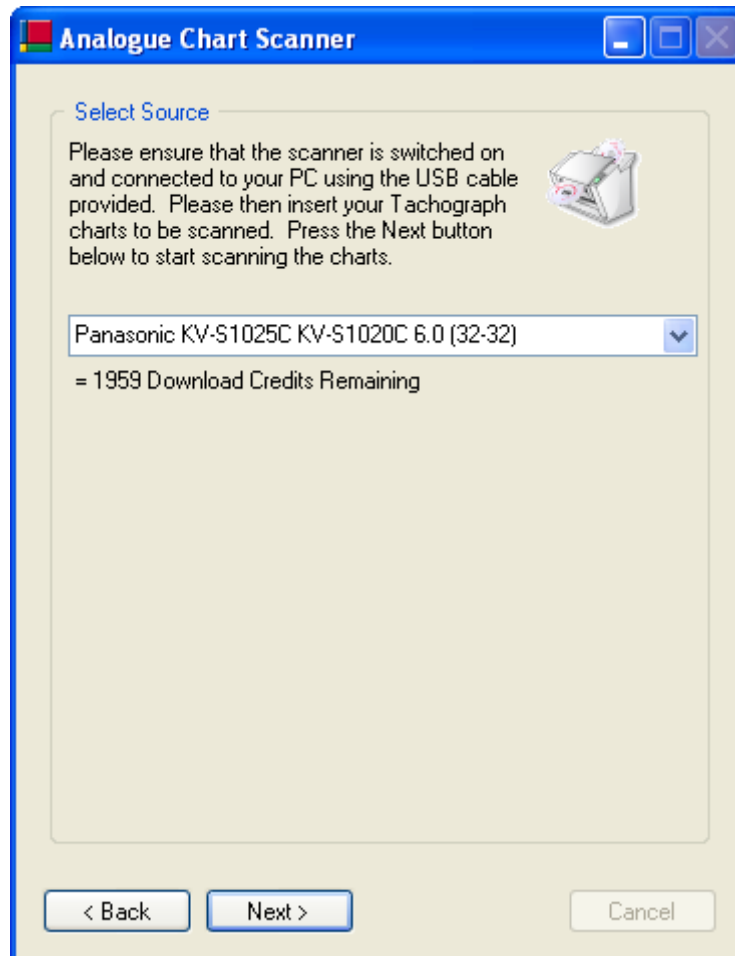 Analogue Chart Scanner
Select Source
Please ensure that the scanner is switched on
and connected to your PC using the USB cable
provided.  Please then insert your Tachograph
charts to be scanned.  Press the Next button
below to start scanning the charts.
Panasonic KV-S1025C KV-S1020C 6.0 (32-32)
= 1959 Download Credits Remaining
< Back
Next >
Cancel